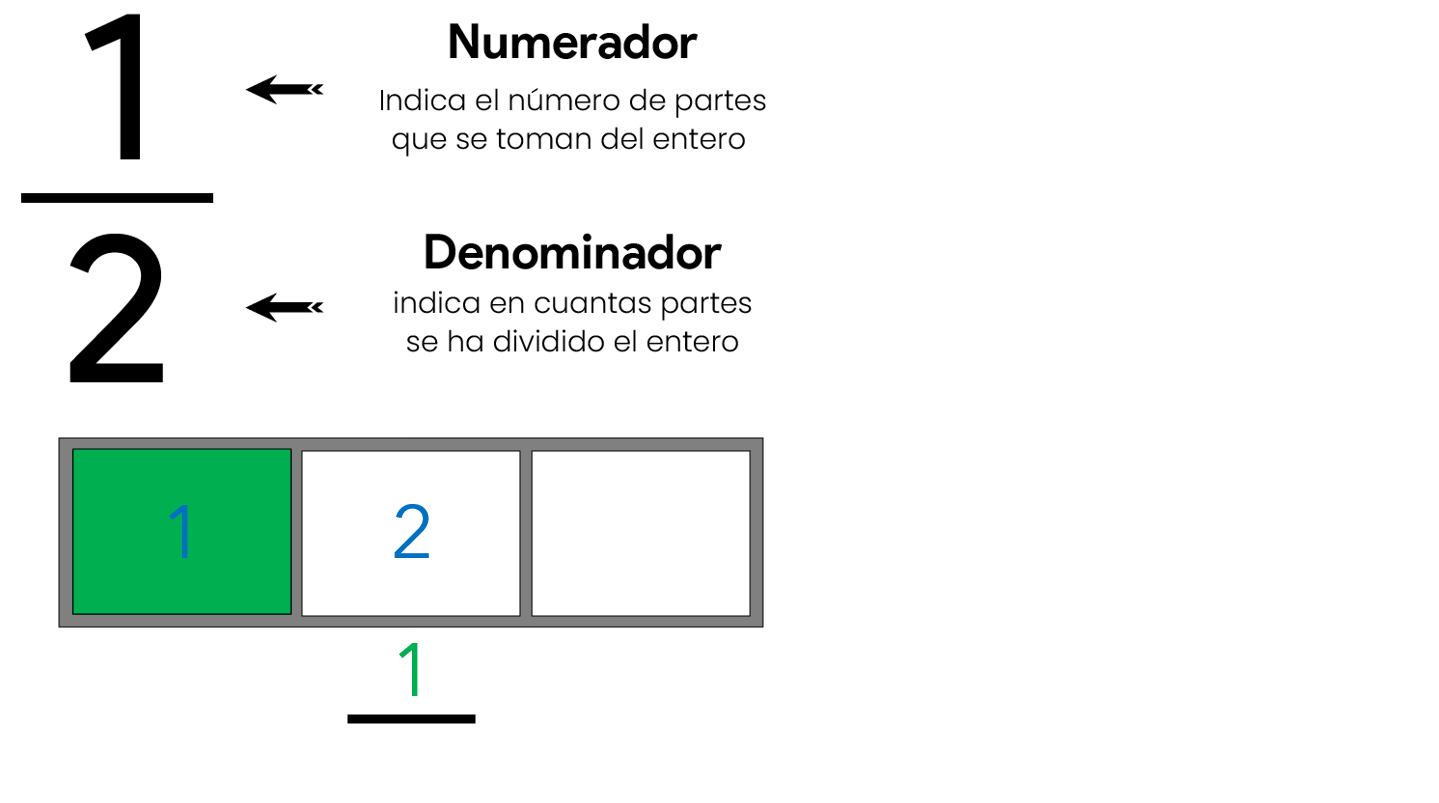 1
Numerador
Indica el número de partes
que se toman del entero
2
Denominador
indica en cuantas partes
se ha dividido el entero
1 2
1